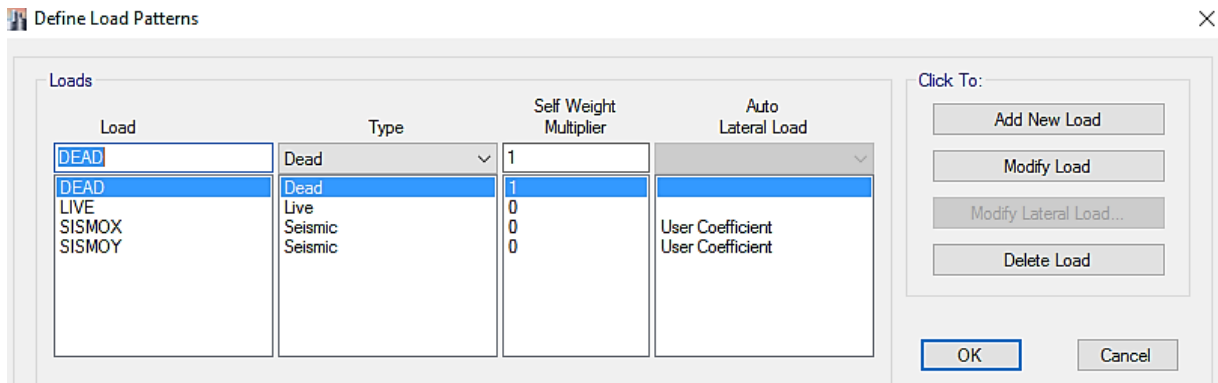 Define Load Patterns
Loads
Click To:
Load
Type
Self Weight
Multiplier
Auto
Lateral Load
DEAD
Dead
1
DEAD Dead 1
LIVE Live 0
SISMOX Seismic 0 User Coefficient
SISMOY Seismic 0 User Coefficient
Add New Load
Modify Load
Modify Lateral Load...
Delete Load
OK
Cancel